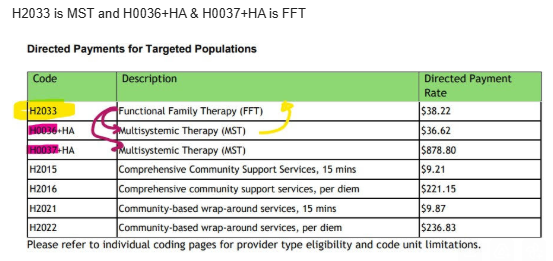 H2033 is MST and H0036+HA & H0037+HA is FFT
Directed Payments for Targeted Populations
Code Description Directed Payment Rate
H2033 Functional Family Therapy (FFT) $38.22
H0036+HA Multisystemic Therapy (MST) $36.62
H0037+HA Multisystemic Therapy (MST) $878.80
H2015 Comprehensive Community Support Services, 15 mins $9.21
H2016 Comprehensive community support services, per diem $221.15
H2021 Community-based wrap-around services, 15 mins $9.87
H2022 Community-based wrap-around services, per diem $236.83
Please refer to individual coding pages for provider type eligibility and code unit limitations.